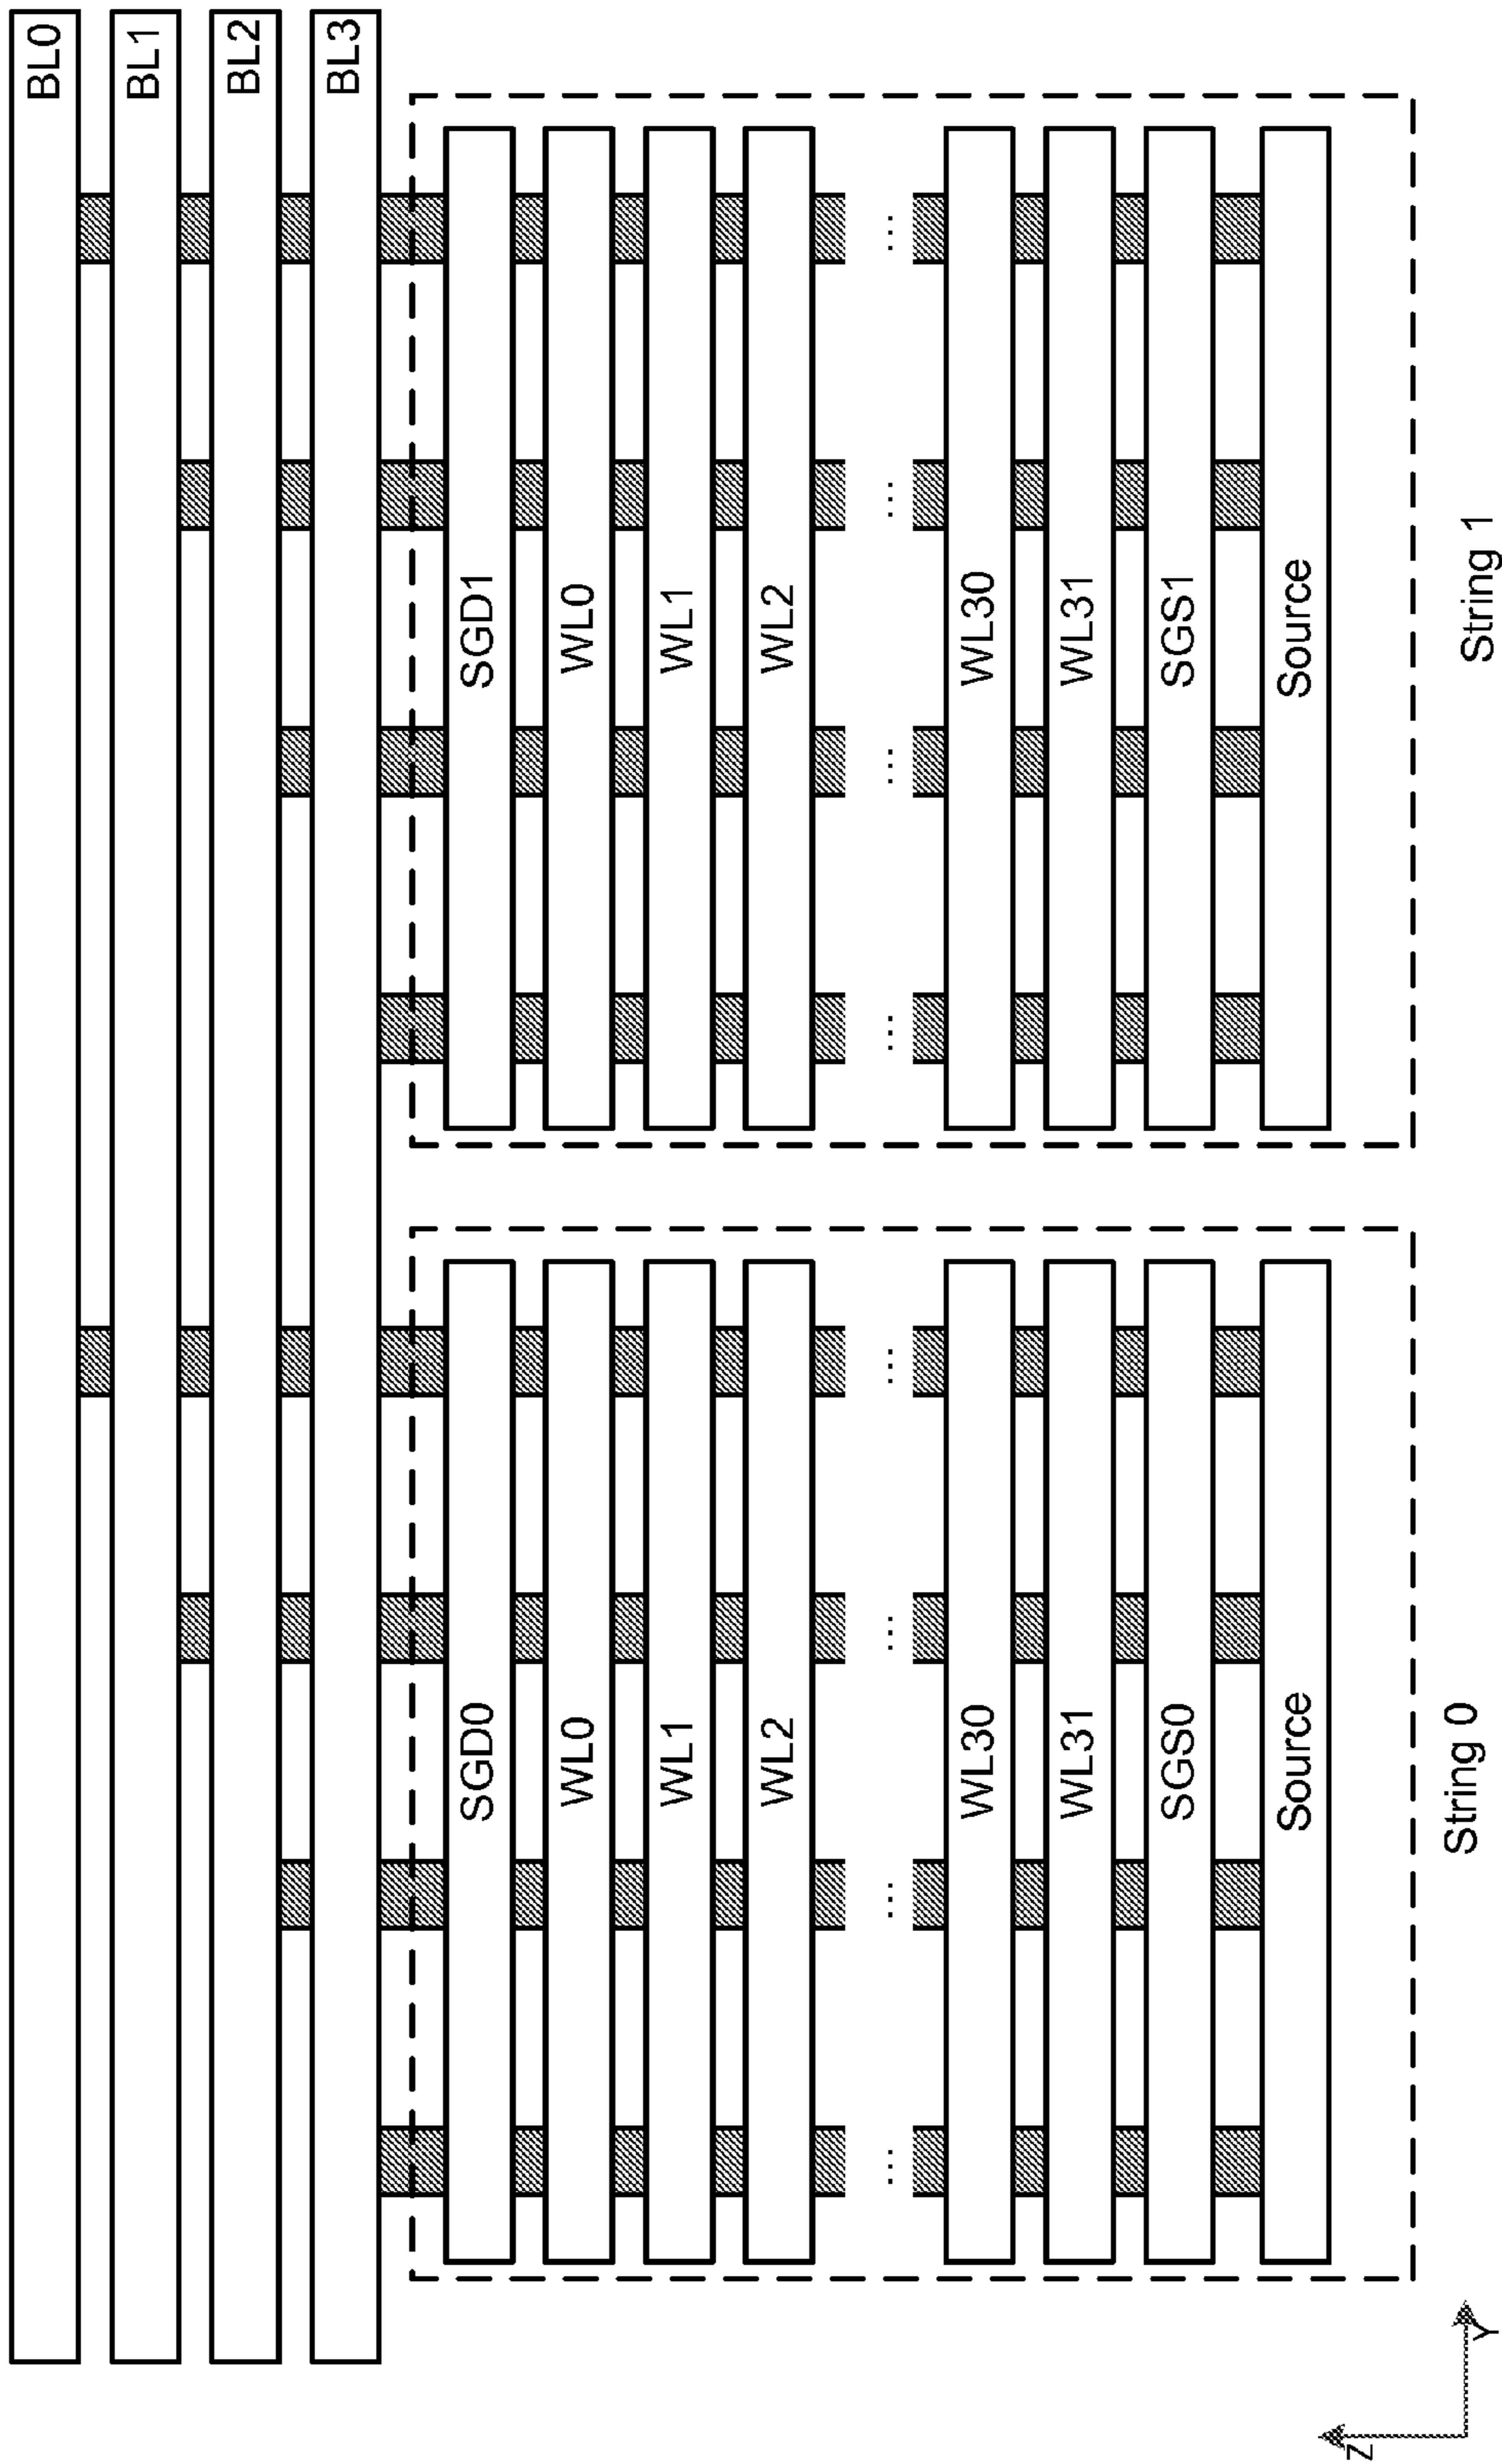 BL0
BL1
BL2
BL3
SGD0
SGD1
WL0
WL0
WL1
WL1
WL2
WL2
...
...
...
...
...
...
...
...
WL30
WL30
WL31
WL31
SGS0
SGS1
Source
Source
String 0
String 1
Z
Y